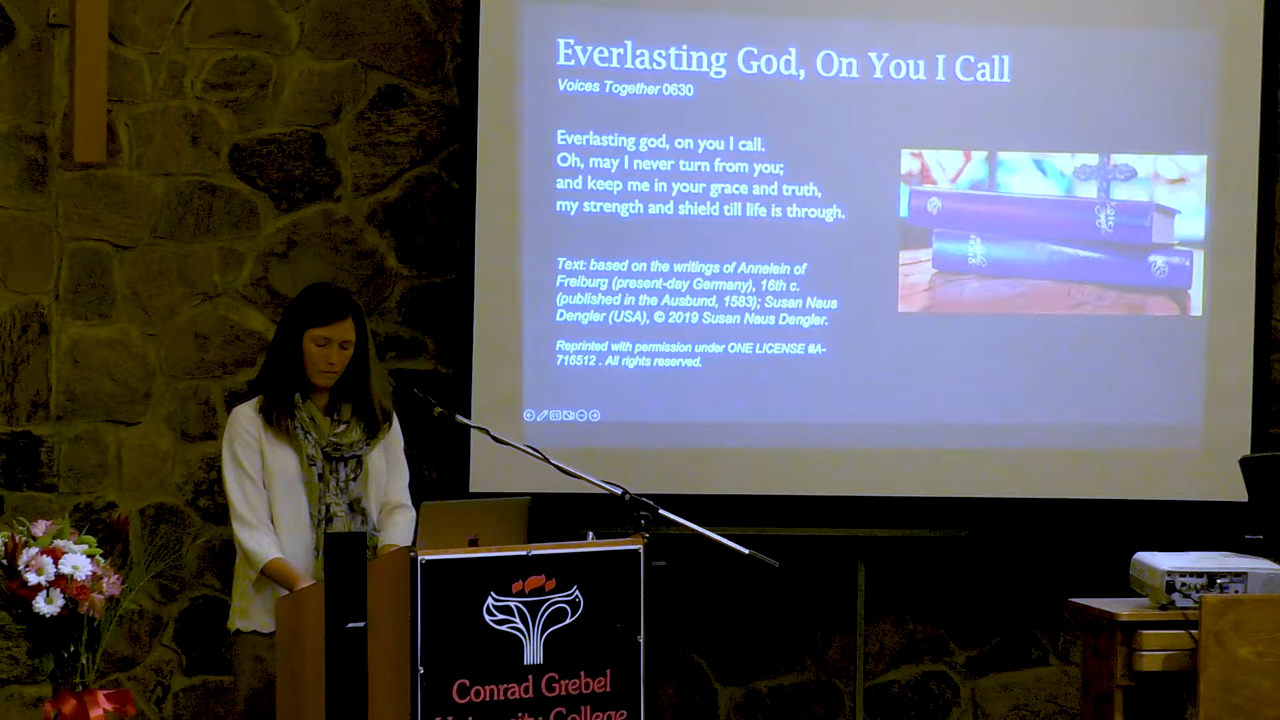 Everlasting God, On You I Call
Voices Together 0630
Everlasting god, on you I call.
Oh, may I never turn from you;
and keep me in your grace and truth,
my strength and shield till life is through.
Text: based on the writings of Annelein of
Freiburg (present-day Germany), 16th c.
(published in the Ausbund, 1583); Susan Naus
Dengler (USA), © 2019 Susan Naus Dengler.
Reprinted with permission under ONE LICENSE #A-
716512 . All rights reserved.
Conrad Grebel
University College